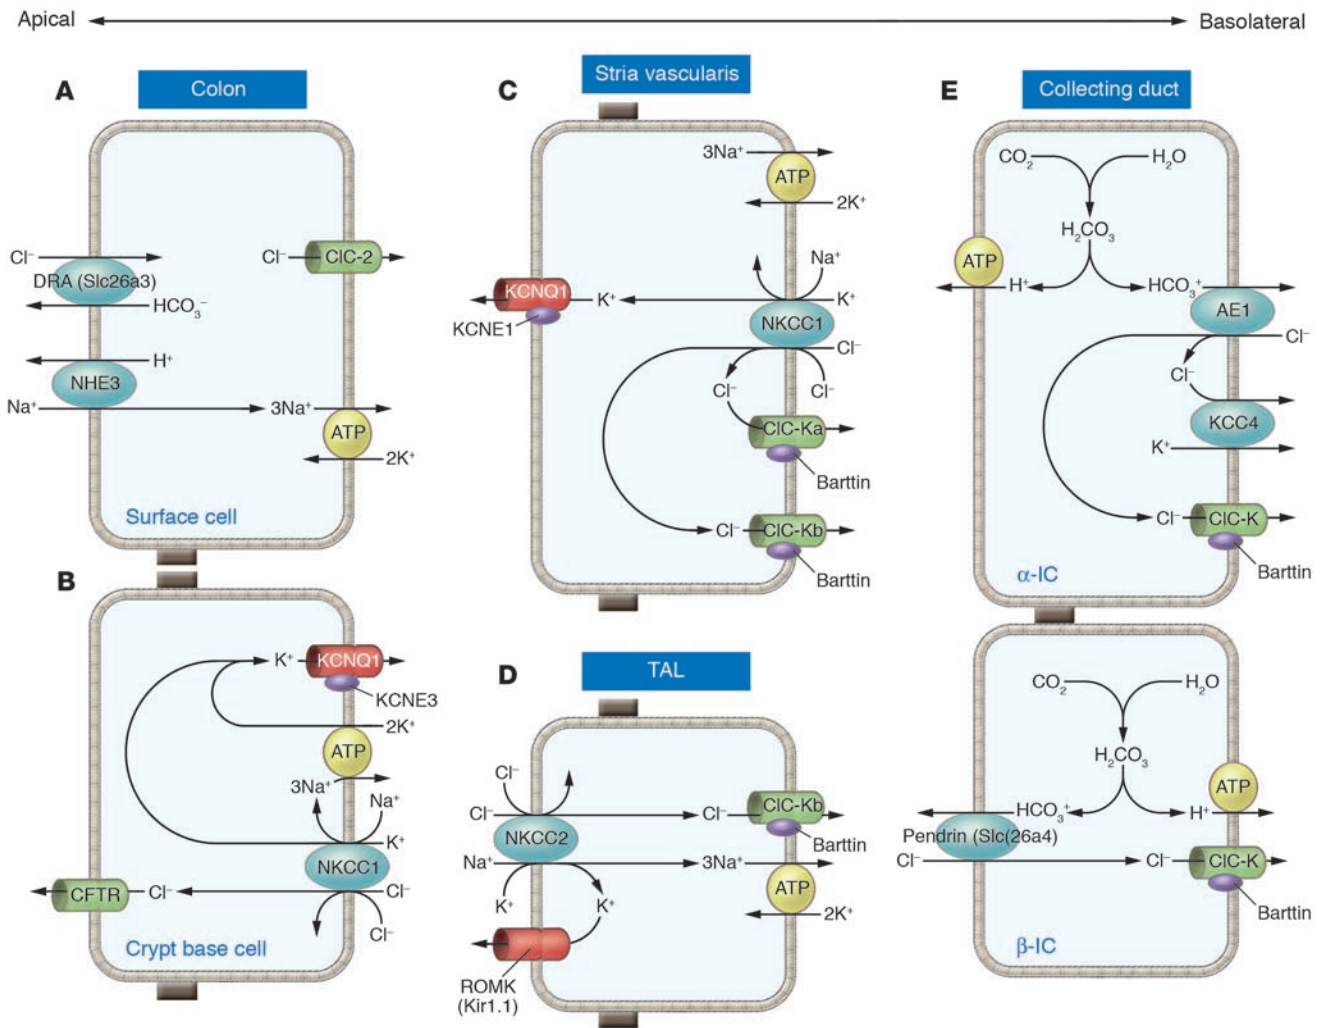 Apical
Basolateral
A
Colon
Cl⁻
DRA (Slc26a3)
HCO₃⁻
H⁺
NHE3
Na⁺
Cl⁻
ClC-2
3Na⁺
ATP
2K⁺
Surface cell
B
K⁺
KCNQ1
KCNE3
2K⁺
ATP
3Na⁺
Na⁺
K⁺
NKCC1
CFTR
Cl⁻
Cl⁻
Cl⁻
Crypt base cell
C
Stria vascularis
3Na⁺
ATP
2K⁺
Na⁺
KCNQ1
K⁺
K⁺
KCNE1
NKCC1
Cl⁻
Cl⁻
Cl⁻
ClC-Ka
Barttin
Cl⁻
ClC-Kb
Barttin
D
TAL
Cl⁻
Cl⁻
Cl⁻
ClC-Kb
NKCC2
Barttin
Na⁺
3Na⁺
ATP
K⁺
K⁺
2K⁺
ROMK
(Kir1.1)
E
Collecting duct
CO₂
H₂O
H₂CO₃
ATP
H⁺
HCO₃⁺
AE1
Cl⁻
Cl⁻
KCC4
K⁺
Cl⁻
ClC-K
Barttin
α-IC
CO₂
H₂O
H₂CO₃
ATP
HCO₃⁺
H⁺
Pendrin (Slc(26a4)
Cl⁻
Cl⁻
ClC-K
Barttin
β-IC